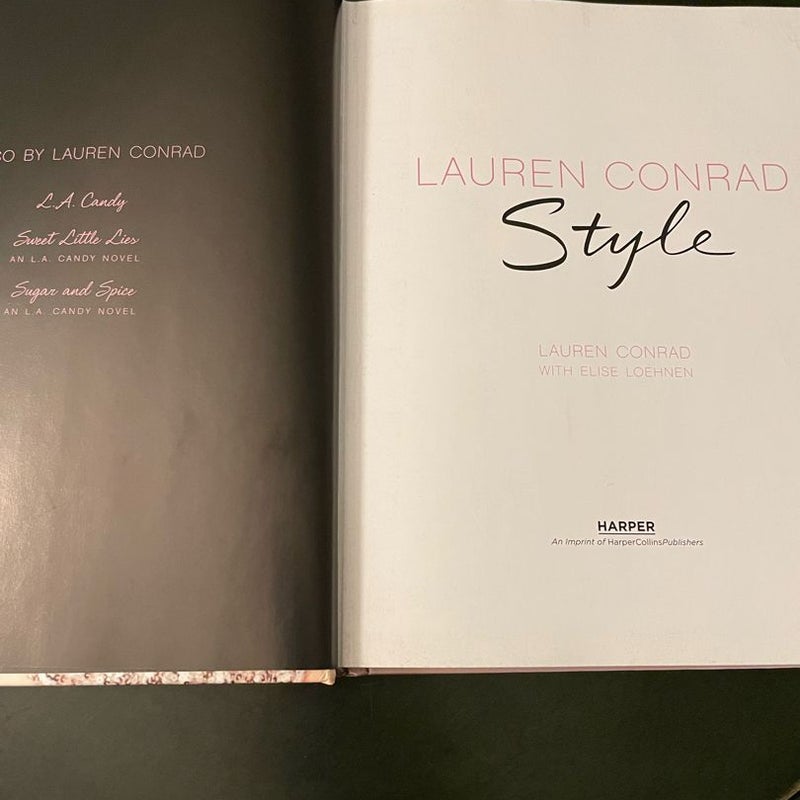 SO BY LAUREN CONRAD
L.A. Candy
Sweet Little Lies
AN L.A. CANDY NOVEL
Sugar and Spice
AN L.A. CANDY NOVEL
LAUREN CONRAD
Style
LAUREN CONRAD
WITH ELISE LOEHNEN
HARPER
An Imprint of HarperCollinsPublishers